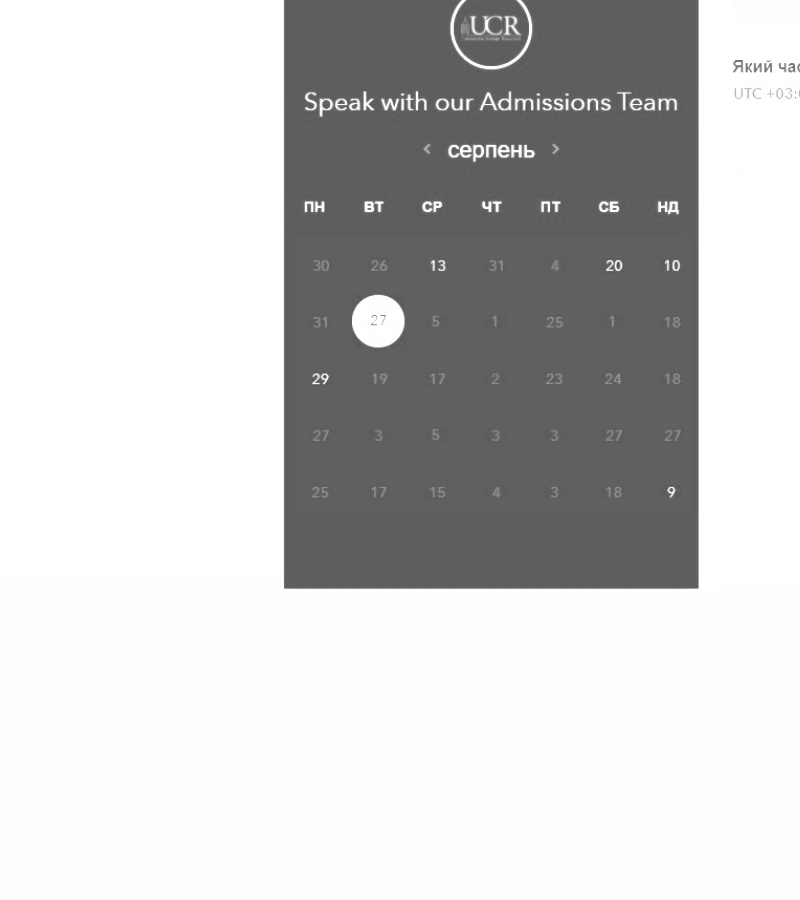 UCR
Speak with our Admissions Team
серпень
ПН ВТ СР ЧТ ПТ СБ НД
30 26 13 31 4 20 10
31 27 5 1 25 1 18
29 19 17 2 23 24 18
27 3 5 3 3 27 27
25 17 15 4 3 18 9
Який
UTC +03: